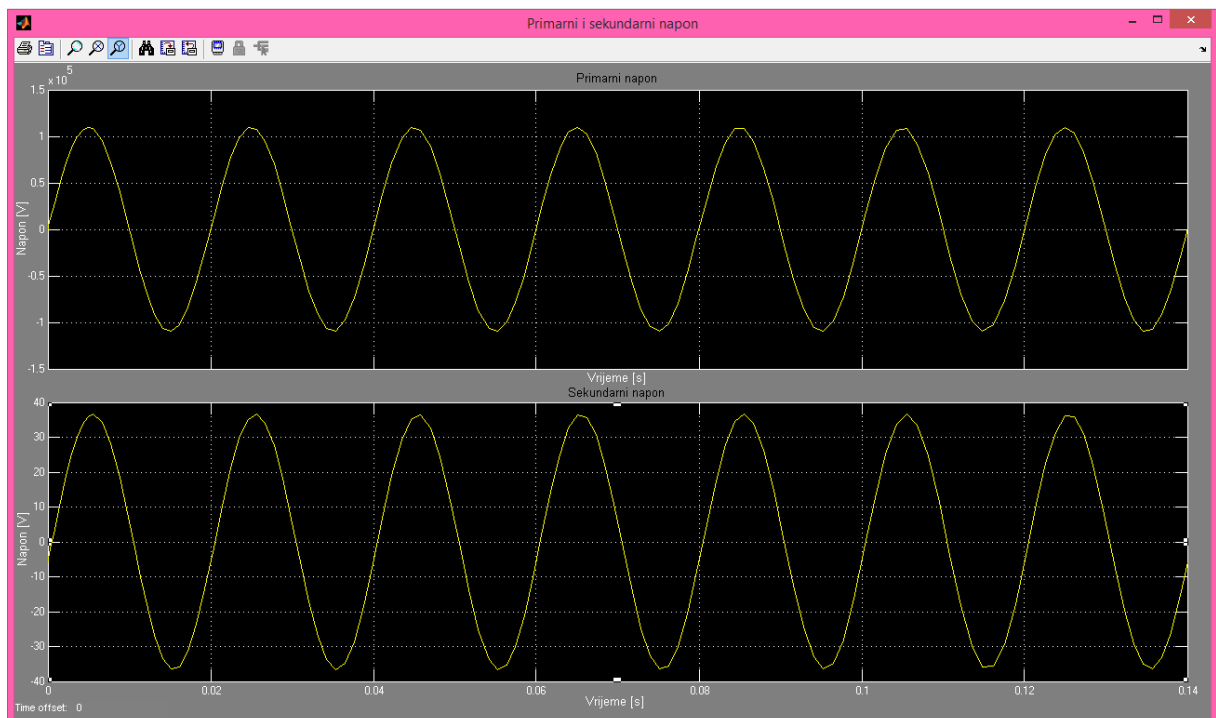 Primarni i sekundarni napon
x 10^5
Primarni napon
1.5
1
0.5
0
-0.5
-1
-1.5
Napon [V]
Vrijeme [s]
Sekundarni napon
40
30
20
10
0
-10
-20
-30
-40
Napon [V]
0 0.02 0.04 0.06 0.08 0.1 0.12 0.14
Vrijeme [s]
Time offset: 0